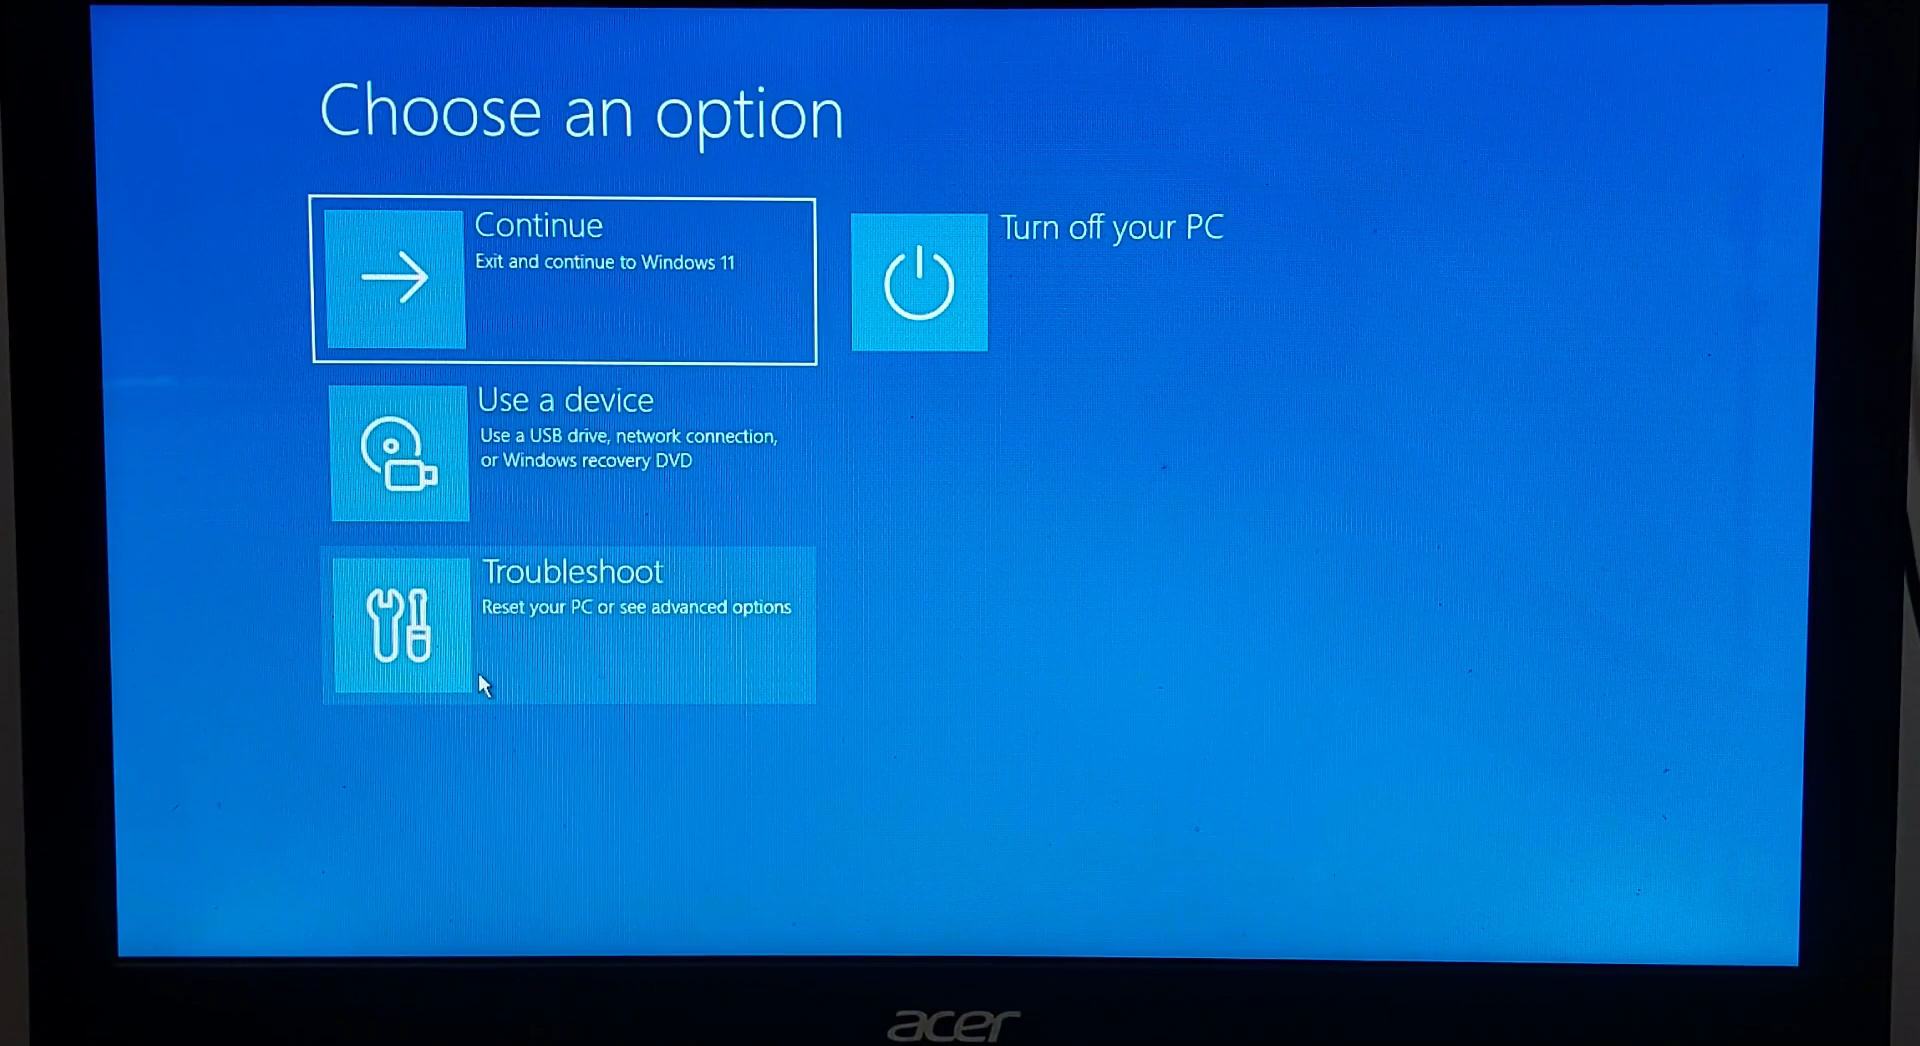 Choose an option
Continue
Exit and continue to Windows 11
Turn off your PC
Use a device
Use a USB drive, network connection,
or Windows recovery DVD
Troubleshoot
Reset your PC or see advanced options
acer